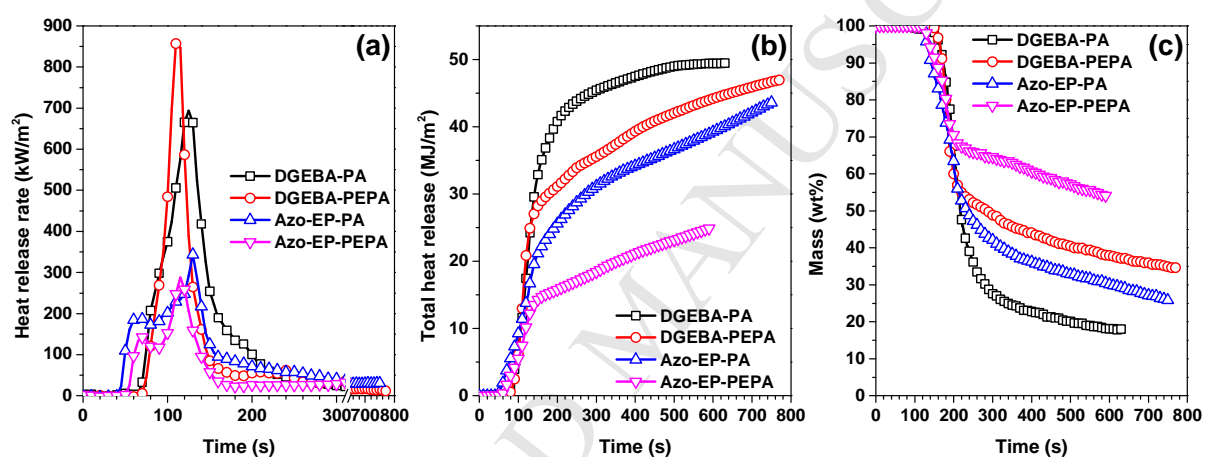 (a)
Heat release rate (kW/m²)
900
800
700
600
500
400
300
200
100
0
DGEBA-PA
DGEBA-PEPA
Azo-EP-PA
Azo-EP-PEPA
0 100 200 300 700 800
Time (s)
(b)
Total heat release (MJ/m²)
50
40
30
20
10
0
DGEBA-PA
DGEBA-PEPA
Azo-EP-PA
Azo-EP-PEPA
0 100 200 300 400 500 600 700 800
Time (s)
(c)
Mass (wt%)
100
90
80
70
60
50
40
30
20
10
0
DGEBA-PA
DGEBA-PEPA
Azo-EP-PA
Azo-EP-PEPA
0 100 200 300 400 500 600 700 800
Time (s)
D MANUSC